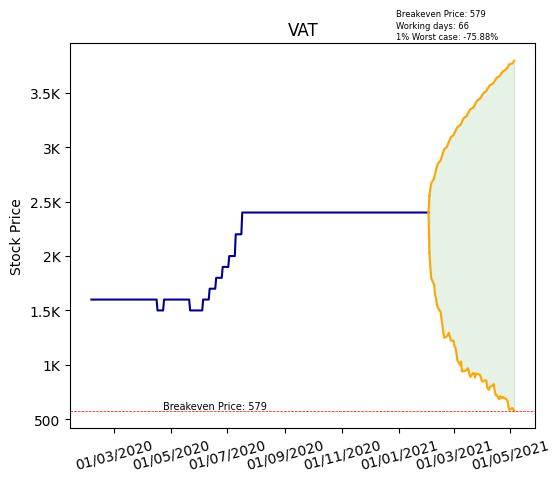 Breakeven Price: 579
Working days: 66
1% Worst case: -75.88%
VAT
Stock Price
3.5K
3K
2.5K
2K
1.5K
1K
500
Breakeven Price: 579
01/03/2020
01/05/2020
01/07/2020
01/09/2020
01/11/2020
01/01/2021
01/03/2021
01/05/2021